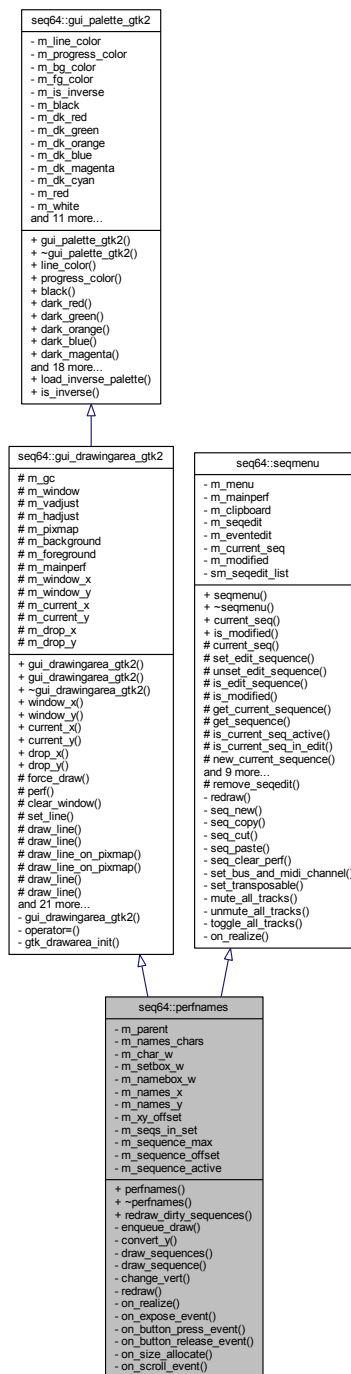 seq64::gui_palette_gtk2
- m_line_color
- m_progress_color
- m_bg_color
- m_fg_color
- m_is_inverse
- m_black
- m_dk_red
- m_dk_green
- m_dk_orange
- m_dk_blue
- m_dk_magenta
- m_dk_cyan
- m_red
- m_white
and 11 more...
+ gui_palette_gtk2()
+ ~gui_palette_gtk2()
+ line_color()
+ progress_color()
+ black()
+ dark_red()
+ dark_green()
+ dark_orange()
+ dark_blue()
+ dark_magenta()
and 18 more...
+ load_inverse_palette()
+ is_inverse()
seq64::gui_drawingarea_gtk2
# m_gc
# m_window
# m_vadjust
# m_hadjust
# m_pixmap
# m_background
# m_foreground
# m_mainperf
# m_window_x
# m_window_y
# m_current_x
# m_current_y
# m_drop_x
# m_drop_y
+ gui_drawingarea_gtk2()
+ gui_drawingarea_gtk2()
+ ~gui_drawingarea_gtk2()
+ window_x()
+ window_y()
+ current_x()
+ current_y()
+ drop_x()
+ drop_y()
# force_draw()
# perf()
# clear_window()
# set_line()
# draw_line()
# draw_line()
# draw_line_on_pixmap()
# draw_line_on_pixmap()
# draw_line()
# draw_line()
and 21 more...
- gui_drawingarea_gtk2()
- operator=()
- gtk_drawarea_init()
seq64::seqmenu
- m_menu
- m_mainperf
- m_clipboard
- m_seqedit
- m_eventedit
- m_current_seq
- m_modified
- sm_seqedit_list
+ seqmenu()
+ ~seqmenu()
+ current_seq()
+ is_modified()
# current_seq()
# set_edit_sequence()
# unset_edit_sequence()
# is_edit_sequence()
# is_modified()
# get_current_sequence()
# get_sequence()
# is_current_seq_active()
# is_current_seq_in_edit()
# new_current_sequence()
and 9 more...
# remove_seqedit()
- redraw()
- seq_new()
- seq_copy()
- seq_cut()
- seq_paste()
- seq_clear_perf()
- set_bus_and_midi_channel()
- set_transposable()
- mute_all_tracks()
- unmute_all_tracks()
- toggle_all_tracks()
- on_realize()
seq64::perfnames
- m_parent
- m_names_chars
- m_char_w
- m_setbox_w
- m_namebox_w
- m_names_x
- m_names_y
- m_xy_offset
- m_seqs_in_set
- m_sequence_max
- m_sequence_offset
- m_sequence_active
+ perfnames()
+ ~perfnames()
+ redraw_dirty_sequences()
- enqueue_draw()
- convert_y()
- draw_sequences()
- draw_sequence()
- change_vert()
- redraw()
- on_realize()
- on_expose_event()
- on_button_press_event()
- on_button_release_event()
- on_size_allocate()
- on_scroll_event()